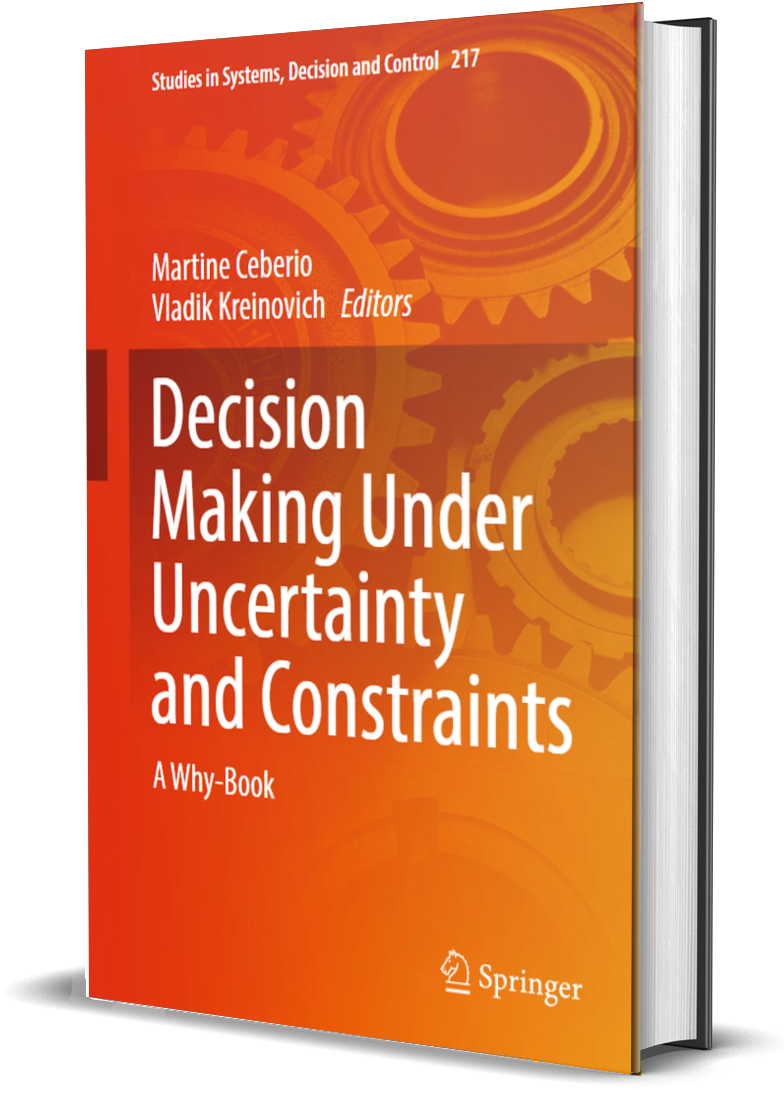 Studies in Systems, Decision and Control 217
Martine Ceberio
Vladik Kreinovich Editors
Decision
Making Under
Uncertainty
and Constraints
A Why-Book
Springer